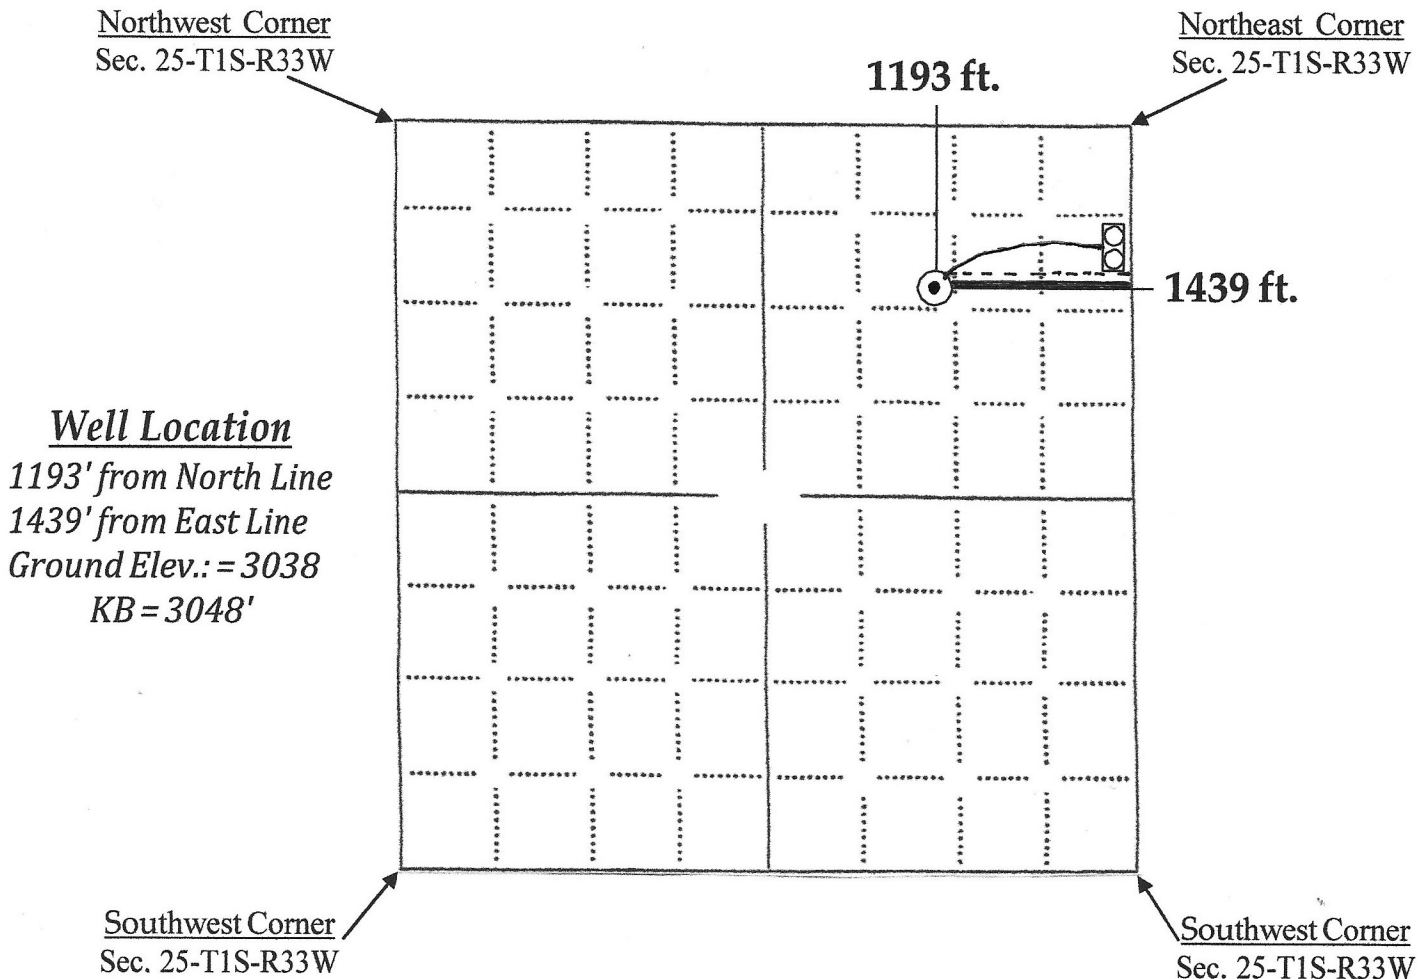 Northwest Corner
Sec. 25-T1S-R33W
Northeast Corner
Sec. 25-T1S-R33W
1193 ft.
1439 ft.
Well Location
1193' from North Line
1439' from East Line
Ground Elev.: = 3038
KB = 3048'
Southwest Corner
Sec. 25-T1S-R33W
Southwest Corner
Sec. 25-T1S-R33W